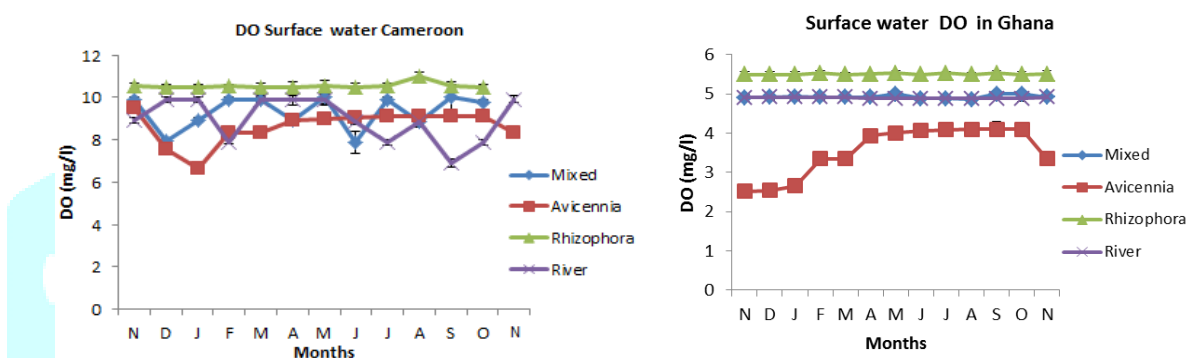 DO Surface water Cameroon
12
10
8
6
4
2
0
DO (mg/l)
N D J F M A M J J A S O N
Months
Mixed
Avicennia
Rhizophora
River
Surface water DO in Ghana
6
5
4
3
2
1
0
DO (mg/l)
N D J F M A M J J A S O N
Months
Mixed
Avicennia
Rhizophora
River